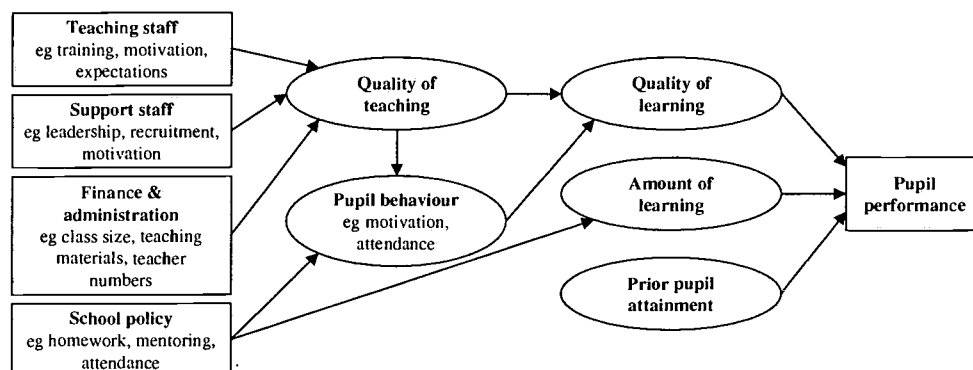 Teaching staff
eg training, motivation,
expectations
Support staff
eg leadership, recruitment,
motivation
Finance &
administration
eg class size, teaching
materials, teacher
numbers
School policy
eg homework, mentoring,
attendance
Quality of
teaching
Pupil behaviour
eg motivation,
attendance
Quality of
learning
Amount of
learning
Prior pupil
attainment
Pupil
performance